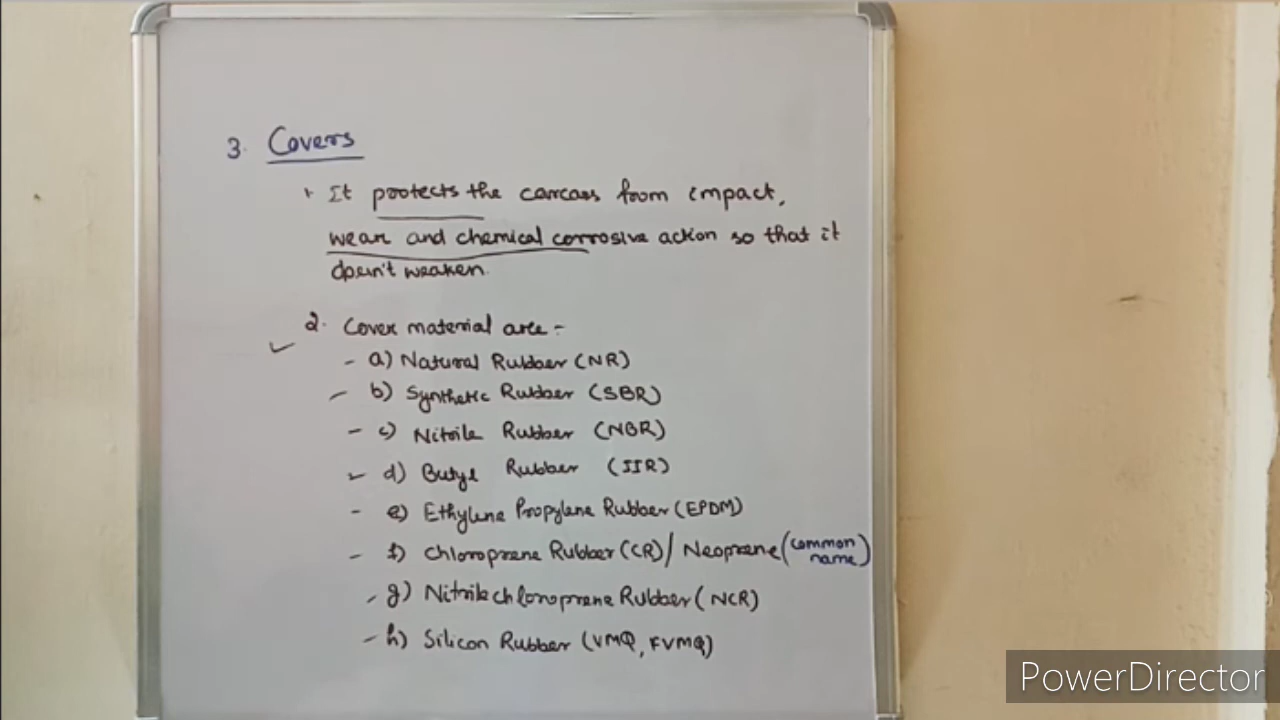 3. Covers
1. It protects the carcass from impact,
wear and chemical corrosive action so that it
doesn't weaken.
2. Cover material are :-
- a) Natural Rubber (NR)
- b) Synthetic Rubber (SBR)
- c) Nitrile Rubber (NBR)
- d) Butyl Rubber (IIR)
- e) Ethylene Propylene Rubber (EPDM)
- f) Chloroprene Rubber (CR) / Neoprene (common name)
- g) Nitrile chloroprene Rubber (NCR)
- h) Silicon Rubber (VMQ, FVMQ)
PowerDirector